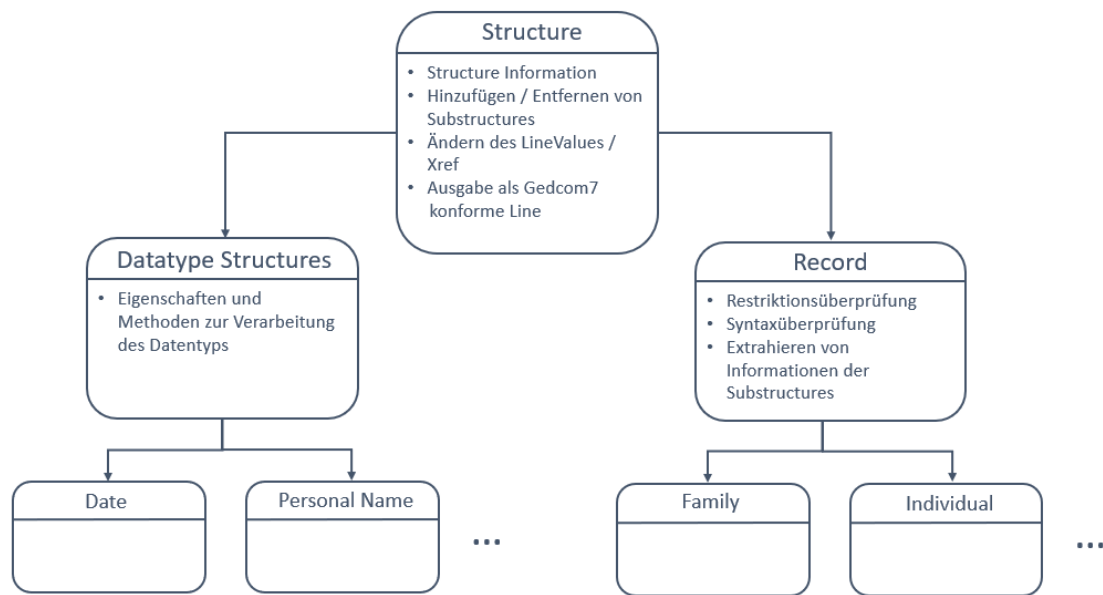 Structure
• Structure Information
• Hinzufügen / Entfernen von
Substructures
• Ändern des LineValues /
Xref
• Ausgabe als Gedcom7
konforme Line
Datatype Structures
• Eigenschaften und
Methoden zur Verarbeitung
des Datentyps
Record
• Restriktionsüberprüfung
• Syntaxüberprüfung
• Extrahieren von
Informationen der
Substructures
Date
Personal Name
...
Family
Individual
...